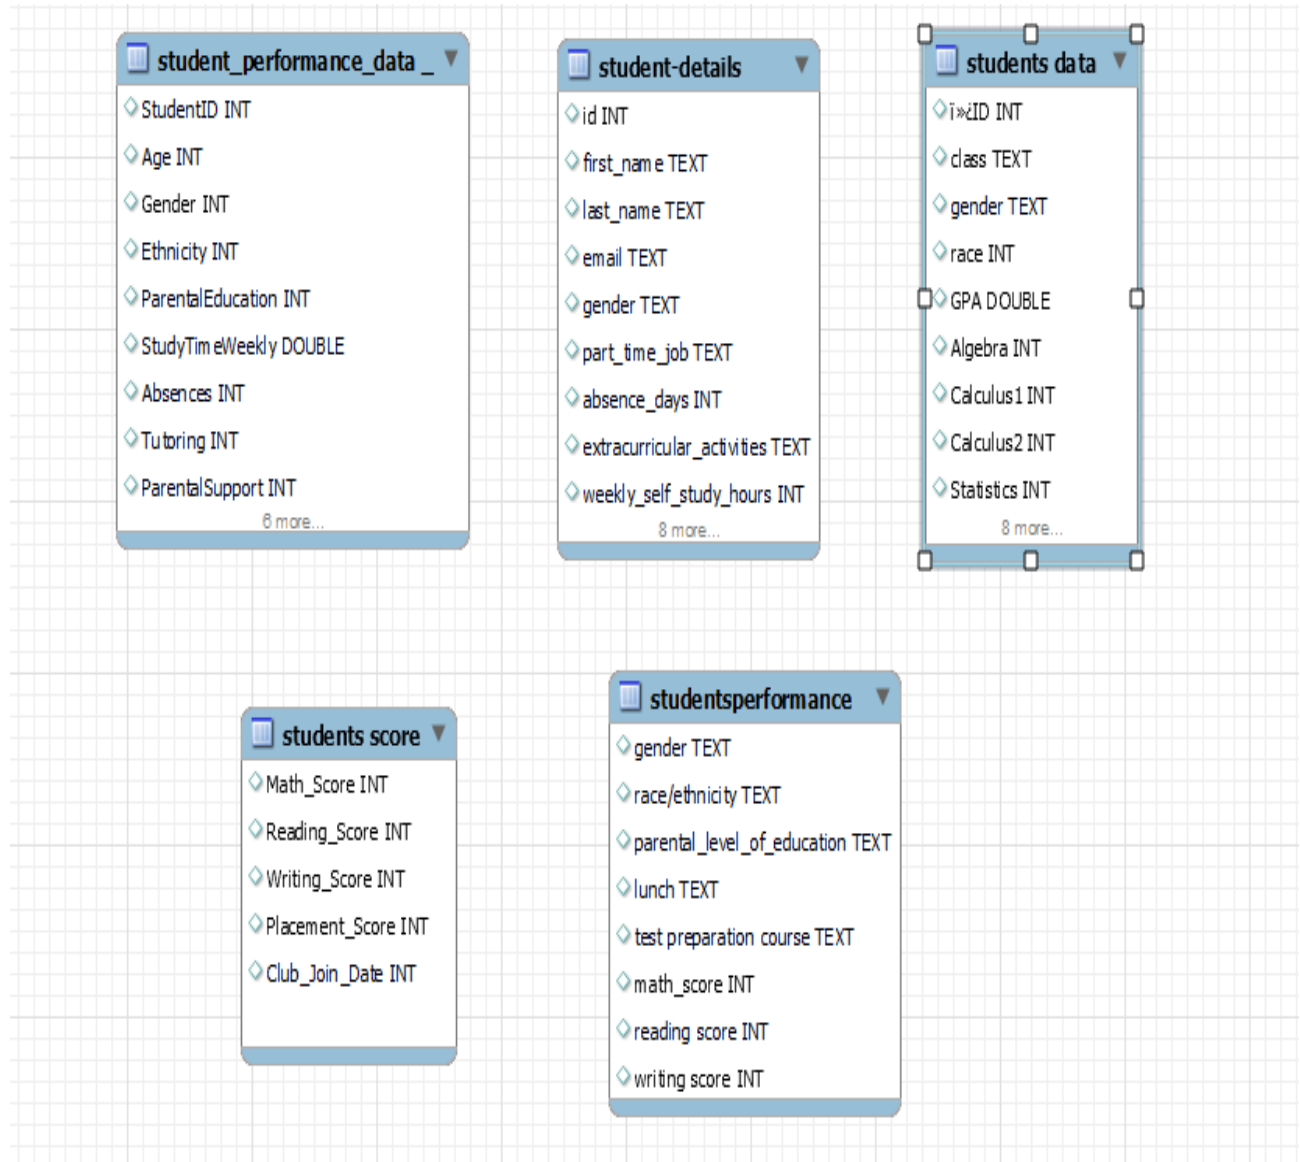 student_performance_data _
StudentID INT
Age INT
Gender INT
Ethnicity INT
ParentalEducation INT
StudyTimeWeekly DOUBLE
Absences INT
Tutoring INT
ParentalSupport INT
6 more...
student-details
id INT
first_name TEXT
last_name TEXT
email TEXT
gender TEXT
part_time_job TEXT
absence_days INT
extracurricular_activities TEXT
weekly_self_study_hours INT
8 more...
students data
ï»¿ID INT
class TEXT
gender TEXT
race INT
GPA DOUBLE
Algebra INT
Calculus1 INT
Calculus2 INT
Statistics INT
8 more...
students score
Math_Score INT
Reading_Score INT
Writing_Score INT
Placement_Score INT
Club_Join_Date INT
studentsperformance
gender TEXT
race/ethnicity TEXT
parental_level_of_education TEXT
lunch TEXT
test preparation course TEXT
math_score INT
reading score INT
writing score INT